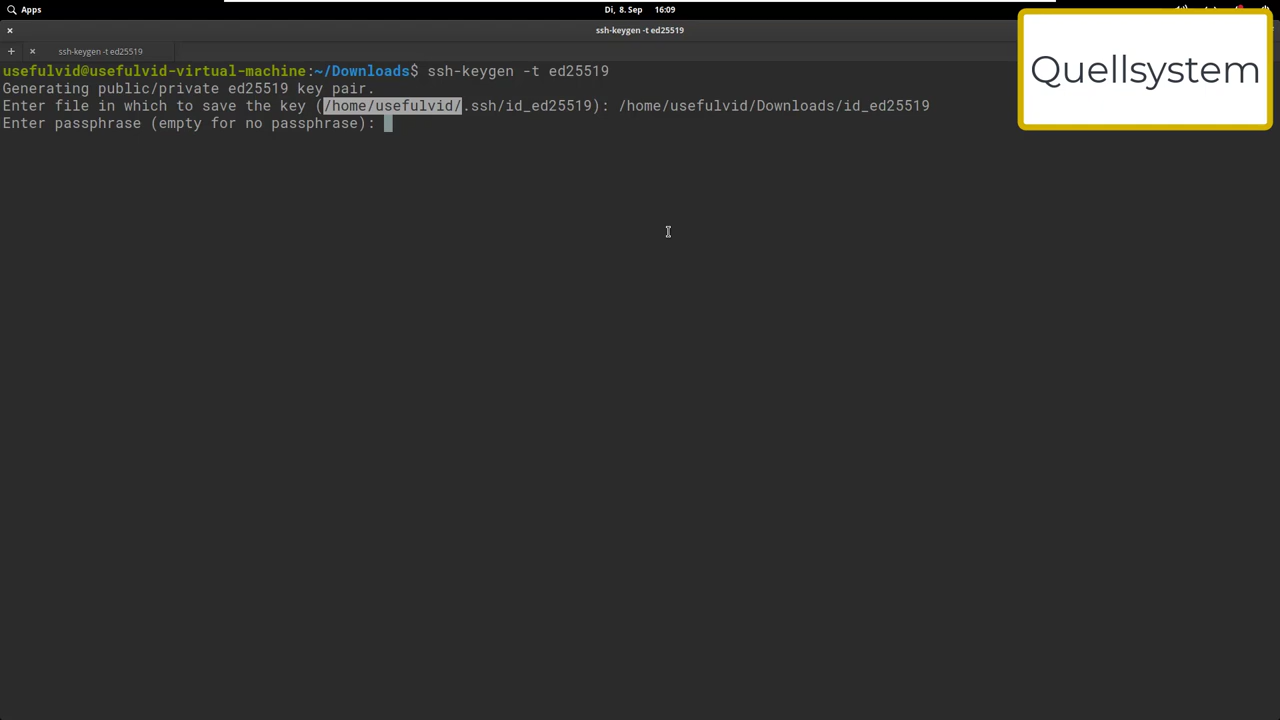 Apps
Di, 8. Sep 16:09
ssh-keygen -t ed25519
ssh-keygen -t ed25519
Quellsystem
usefulvid@usefulvid-virtual-machine:~/Downloads$ ssh-keygen -t ed25519
Generating public/private ed25519 key pair.
Enter file in which to save the key (/home/usefulvid/.ssh/id_ed25519): /home/usefulvid/Downloads/id_ed25519
Enter passphrase (empty for no passphrase):